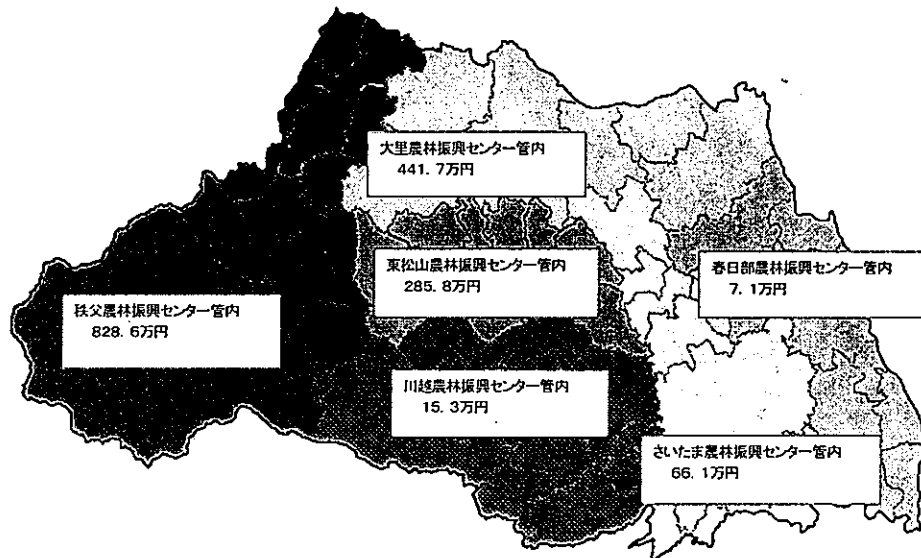 大里農林振興センター管内
441.7万円
東松山農林振興センター管内
285.8万円
春日部農林振興センター管内
7.1万円
秩父農林振興センター管内
828.6万円
川越農林振興センター管内
15.3万円
さいたま農林振興センター管内
66.1万円